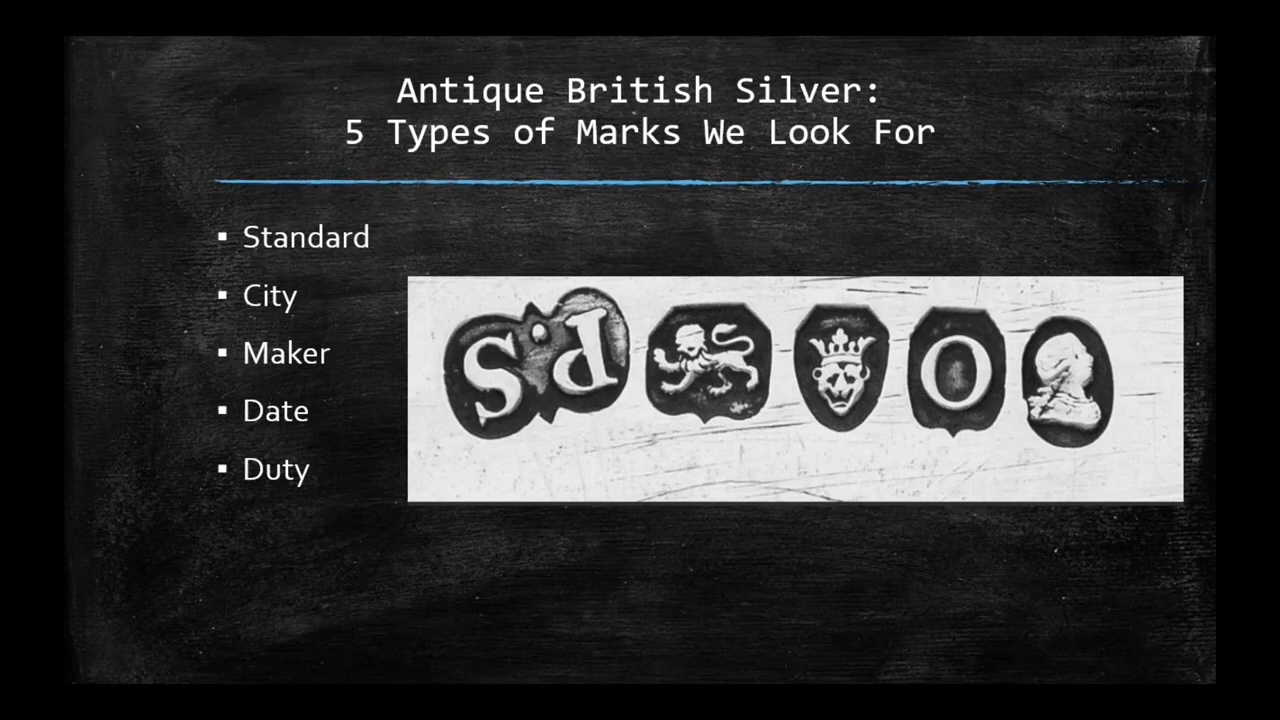 Antique British Silver:
5 Types of Marks We Look For
▪ Standard
▪ City
▪ Maker
▪ Date
▪ Duty
P.S O